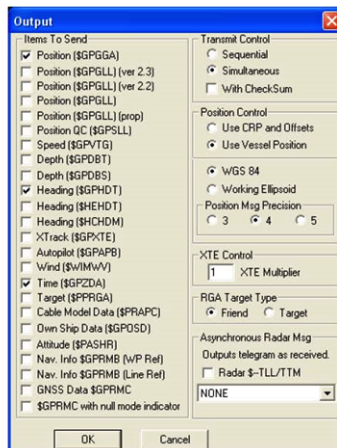 Output
Items To Send
Position ($GPGGA)
Position ($GPGLL) (ver 2.3)
Position ($GPGLL) (ver 2.2)
Position ($GPGLL)
Position ($GPGLL) (prop)
Position QC ($GPSLL)
Speed ($GPVTG)
Depth ($GPDBT)
Depth ($GPDBS)
Heading ($GPHDT)
Heading ($HEHDT)
Heading ($HCHDM)
XTrack ($GPXTE)
Autopilot ($GPAPB)
Wind ($WIMWV)
Time ($GPZDA)
Target ($PPRGA)
Cable Model Data ($PRAPC)
Own Ship Data ($GPOSD)
Attitude ($PASHR)
Nav. Info $GPRMB (WP Ref)
Nav. Info $GPRMB (Line Ref)
GNSS Data $GPRMC
$GPRMC with null mode indicator
Transmit Control
Sequential
Simultaneous
With CheckSum
Position Control
Use CRP and Offsets
Use Vessel Position
WGS 84
Working Ellipsoid
Position Msg Precision
3 4 5
XTE Control
1 XTE Multiplier
RGA Target Type
Friend Target
Asynchronous Radar Msg
Outputs telegram as received.
Radar $--TLL/TTM
NONE
OK Cancel